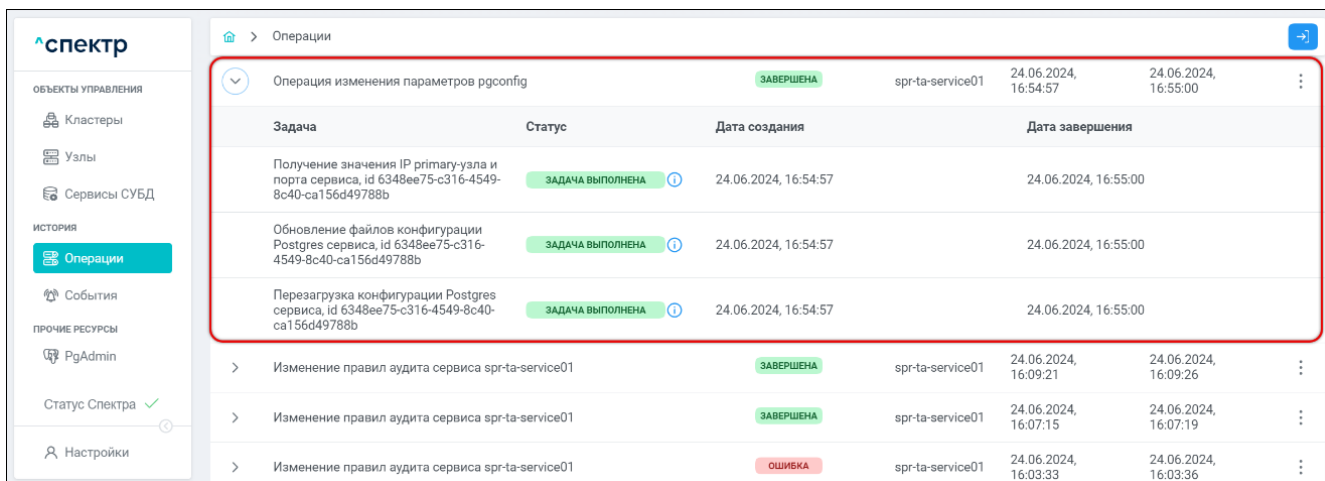 ^спектр
ОБЪЕКТЫ УПРАВЛЕНИЯ
Кластеры
Узлы
Сервисы СУБД
ИСТОРИЯ
Операции
События
ПРОЧИЕ РЕСУРСЫ
PgAdmin
Статус Спектра
Настройки
> Операции
Операция изменения параметров pgconfig ЗАВЕРШЕНА spr-ta-service01 24.06.2024, 16:54:57 24.06.2024, 16:55:00
Задача Статус Дата создания Дата завершения
Получение значения IP primary-узла и
порта сервиса, id 6348ee75-c316-4549-
8c40-ca156d49788b
ЗАДАЧА ВЫПОЛНЕНА 24.06.2024, 16:54:57 24.06.2024, 16:55:00
Обновление файлов конфигурации
Postgres сервиса, id 6348ee75-c316-
4549-8c40-ca156d49788b
ЗАДАЧА ВЫПОЛНЕНА 24.06.2024, 16:54:57 24.06.2024, 16:55:00
Перезагрузка конфигурации Postgres
сервиса, id 6348ee75-c316-4549-8c40-
ca156d49788b
ЗАДАЧА ВЫПОЛНЕНА 24.06.2024, 16:54:57 24.06.2024, 16:55:00
Изменение правил аудита сервиса spr-ta-service01 ЗАВЕРШЕНА spr-ta-service01 24.06.2024, 16:09:21 24.06.2024, 16:09:26
Изменение правил аудита сервиса spr-ta-service01 ЗАВЕРШЕНА spr-ta-service01 24.06.2024, 16:07:15 24.06.2024, 16:07:19
Изменение правил аудита сервиса spr-ta-service01 ОШИБКА spr-ta-service01 24.06.2024, 16:03:33 24.06.2024, 16:03:36